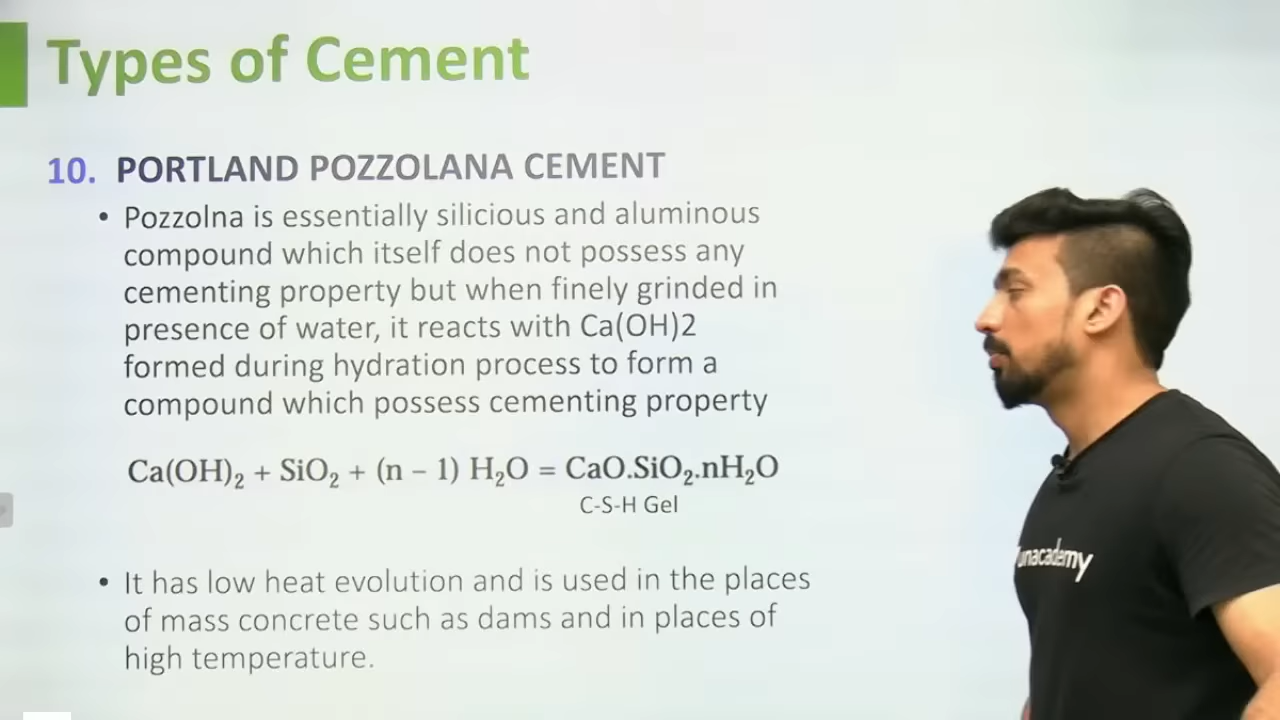 Types of Cement
10. PORTLAND POZZOLANA CEMENT
• Pozzolna is essentially silicious and aluminous
compound which itself does not possess any
cementing property but when finely grinded in
presence of water, it reacts with Ca(OH)2
formed during hydration process to form a
compound which possess cementing property
Ca(OH)₂ + SiO₂ + (n − 1) H₂O = CaO.SiO₂.nH₂O
C-S-H Gel
• It has low heat evolution and is used in the places
of mass concrete such as dams and in places of
high temperature.
unacademy